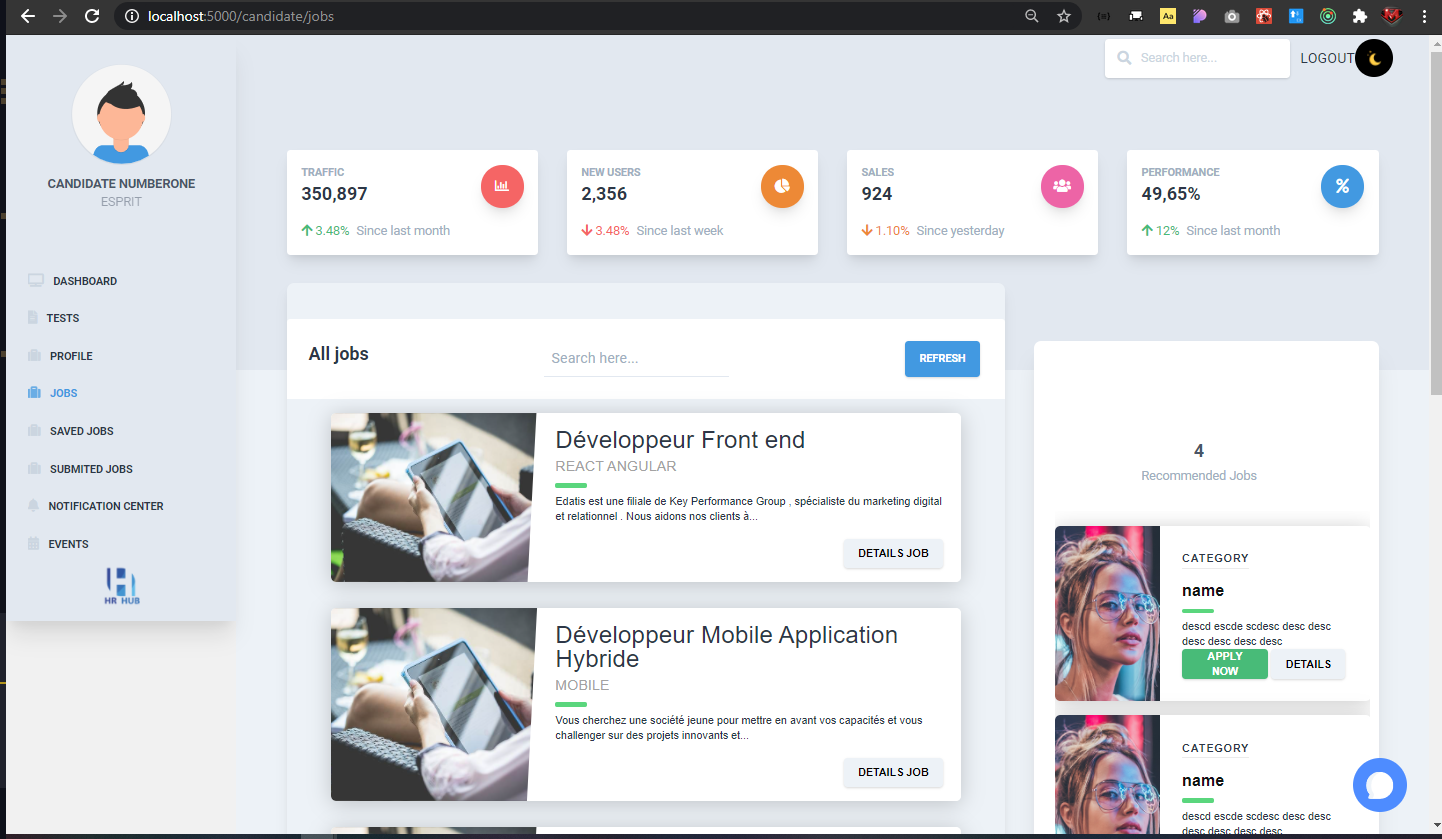 localhost:5000/candidate/jobs
Search here...
LOGOUT
CANDIDATE NUMBERONE
ESPRIT
DASHBOARD
TESTS
PROFILE
JOBS
SAVED JOBS
SUBMITED JOBS
NOTIFICATION CENTER
EVENTS
HR HUB
TRAFFIC
350,897
3.48% Since last month
NEW USERS
2,356
3.48% Since last week
SALES
924
1.10% Since yesterday
PERFORMANCE
49,65%
12% Since last month
All jobs
Search here...
REFRESH
Développeur Front end
REACT ANGULAR
Edatis est une filiale de Key Performance Group , spécialiste du marketing digital
et relationnel . Nous aidons nos clients à...
DETAILS JOB
Développeur Mobile Application
Hybride
MOBILE
Vous cherchez une société jeune pour mettre en avant vos capacités et vous
challenger sur des projets innovants et...
DETAILS JOB
4
Recommended Jobs
CATEGORY
name
descd escde scdesc desc desc
desc desc desc desc
APPLY
NOW
DETAILS
CATEGORY
name
descd escde scdesc desc desc
desc desc desc desc